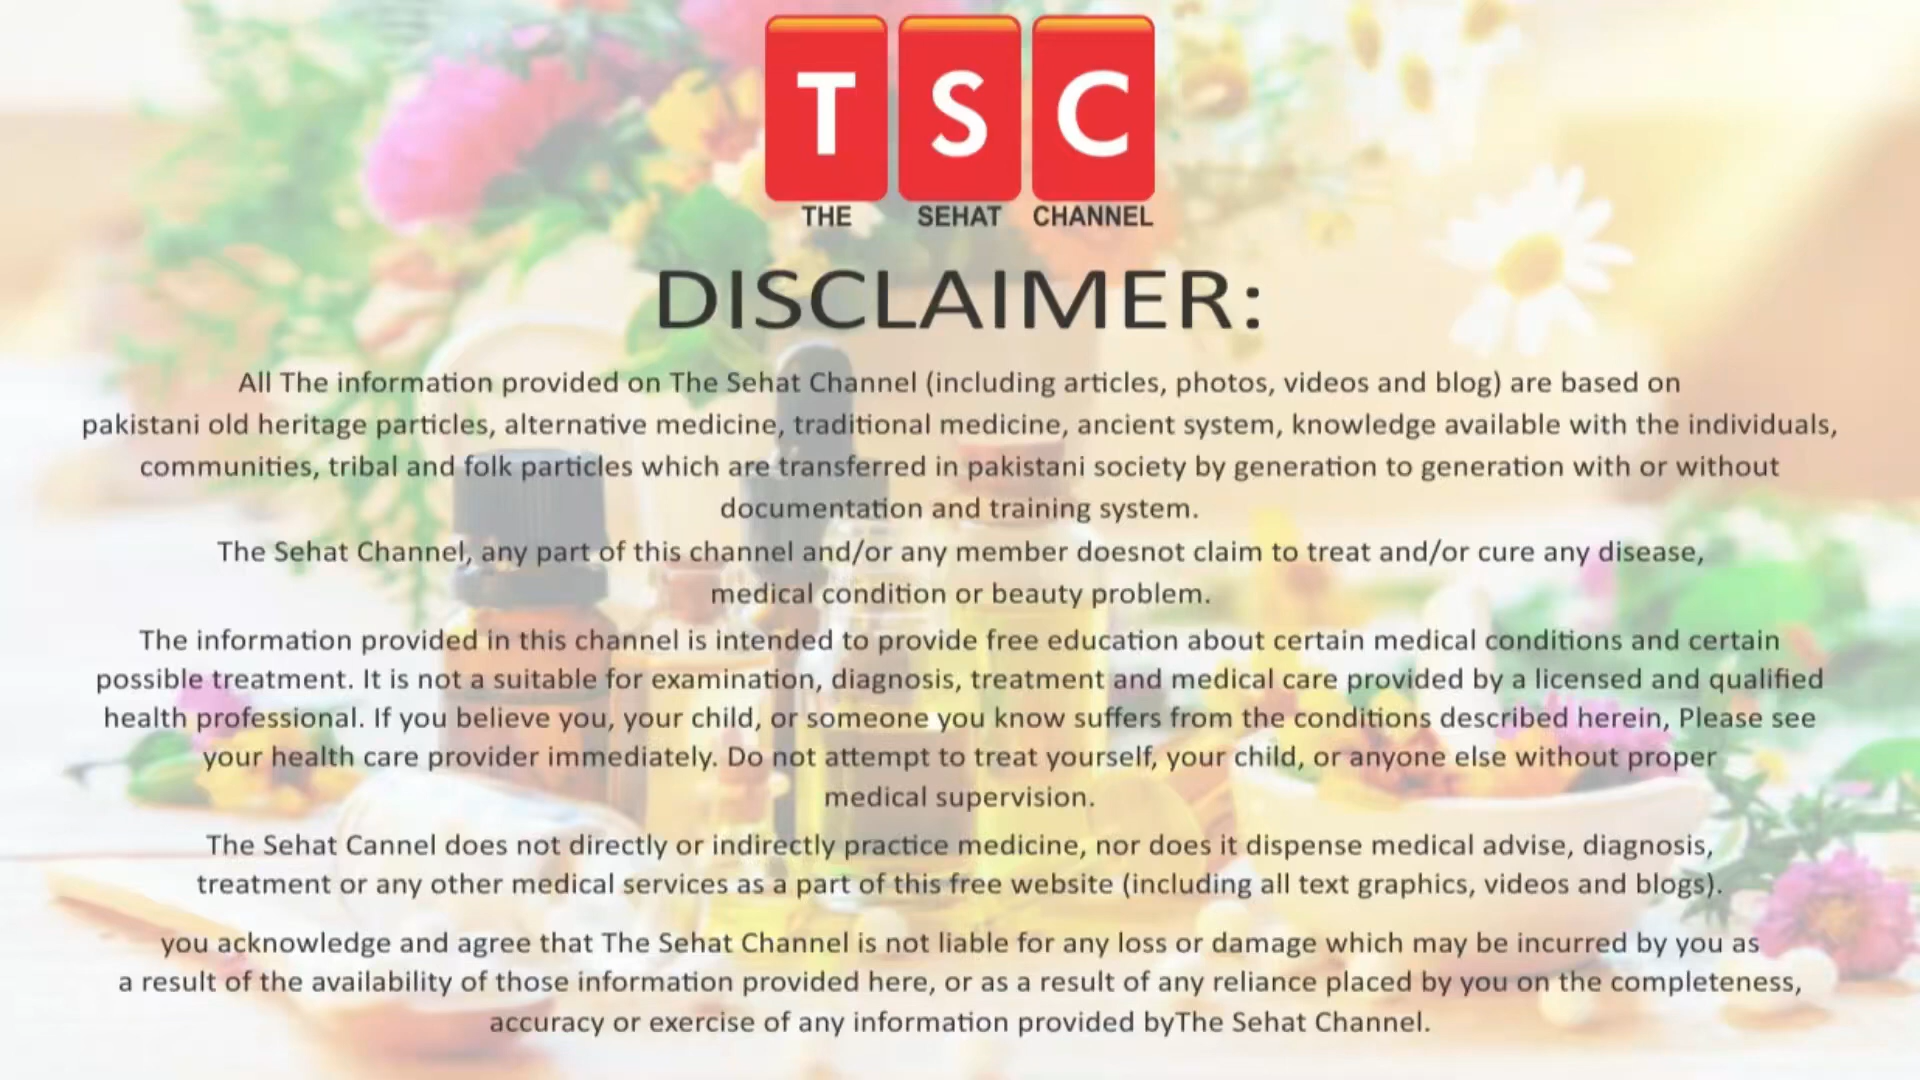 T S C
THE SEHAT CHANNEL
DISCLAIMER:
All The information provided on The Sehat Channel (including articles, photos, videos and blog) are based on
pakistani old heritage particles, alternative medicine, traditional medicine, ancient system, knowledge available with the individuals,
communities, tribal and folk particles which are transferred in pakistani society by generation to generation with or without
documentation and training system.
The Sehat Channel, any part of this channel and/or any member doesnot claim to treat and/or cure any disease,
medical condition or beauty problem.
The information provided in this channel is intended to provide free education about certain medical conditions and certain
possible treatment. It is not a suitable for examination, diagnosis, treatment and medical care provided by a licensed and qualified
health professional. If you believe you, your child, or someone you know suffers from the conditions described herein, Please see
your health care provider immediately. Do not attempt to treat yourself, your child, or anyone else without proper
medical supervision.
The Sehat Cannel does not directly or indirectly practice medicine, nor does it dispense medical advise, diagnosis,
treatment or any other medical services as a part of this free website (including all text graphics, videos and blogs).
you acknowledge and agree that The Sehat Channel is not liable for any loss or damage which may be incurred by you as
a result of the availability of those information provided here, or as a result of any reliance placed by you on the completeness,
accuracy or exercise of any information provided byThe Sehat Channel.